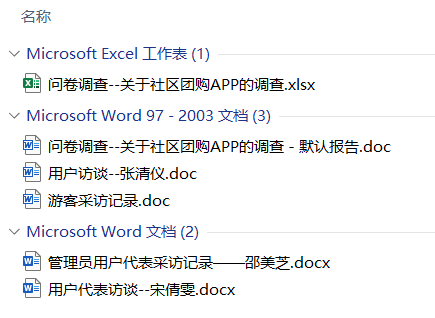 名称
Microsoft Excel 工作表 (1)
问卷调查--关于社区团购APP的调查.xlsx
Microsoft Word 97 - 2003 文档 (3)
问卷调查--关于社区团购APP的调查 - 默认报告.doc
用户访谈--张清仪.doc
游客采访记录.doc
Microsoft Word 文档 (2)
管理员用户代表采访记录——邵美芝.docx
用户代表访谈--宋倩雯.docx